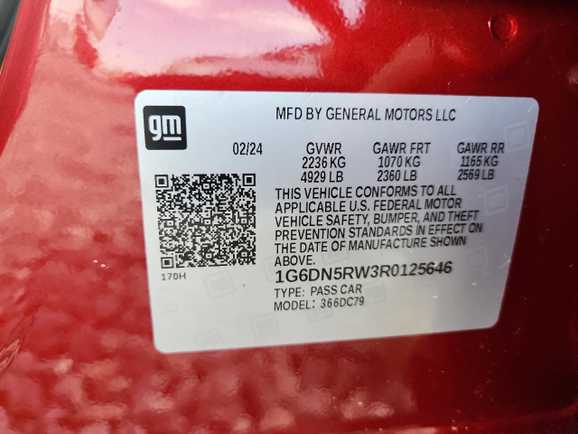 gm
MFD BY GENERAL MOTORS LLC
02/24 GVWR GAWR FRT GAWR RR
2236 KG 1070 KG 1165 KG
4929 LB 2360 LB 2569 LB
THIS VEHICLE CONFORMS TO ALL
APPLICABLE U.S. FEDERAL MOTOR
VEHICLE SAFETY, BUMPER, AND THEFT
PREVENTION STANDARDS IN EFFECT ON
THE DATE OF MANUFACTURE SHOWN
ABOVE.
170H
1G6DN5RW3R0125646
TYPE: PASS CAR
MODEL: 366DC79